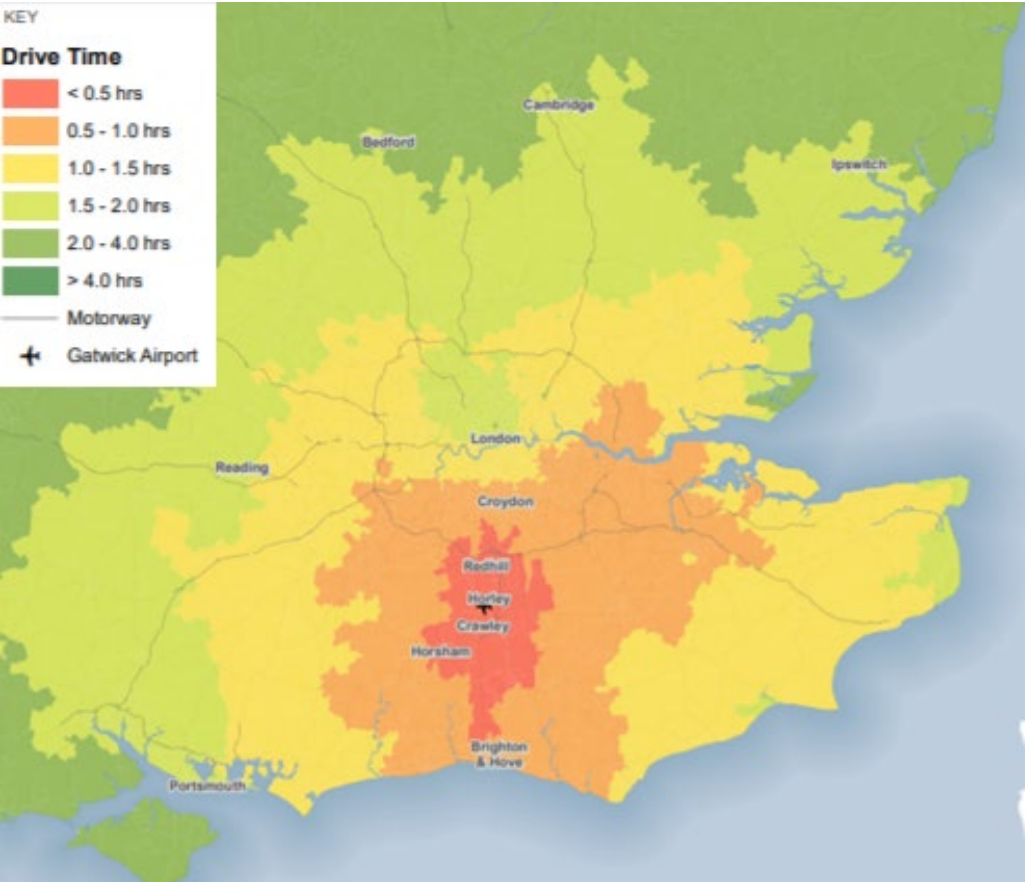 KEY
Drive Time
< 0.5 hrs
0.5 - 1.0 hrs
1.0 - 1.5 hrs
1.5 - 2.0 hrs
2.0 - 4.0 hrs
> 4.0 hrs
Motorway
Gatwick Airport
Cambridge
Bedford
Ipswitch
London
Reading
Croydon
Redhill
Horley
Crawley
Horsham
Brighton
& Hove
Portsmouth